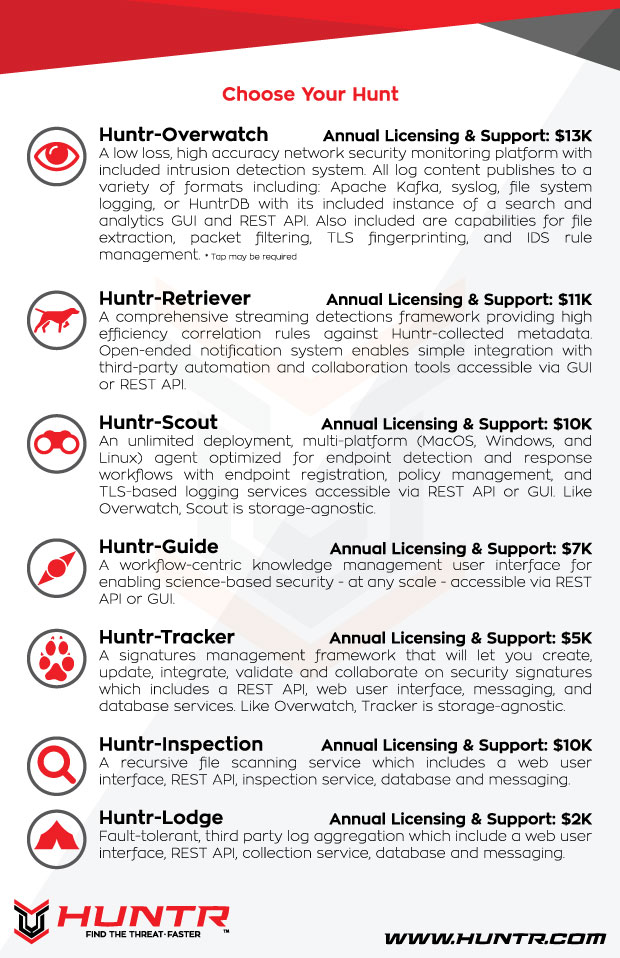 Choose Your Hunt
Huntr-Overwatch Annual Licensing & Support: $13K
A low loss, high accuracy network security monitoring platform with
included intrusion detection system. All log content publishes to a
variety of formats including: Apache Kafka, syslog, file system
logging, or HuntrDB with its included instance of a search and
analytics GUI and REST API. Also included are capabilities for file
extraction, packet filtering, TLS fingerprinting, and IDS rule
management. * Tap may be required
Huntr-Retriever Annual Licensing & Support: $11K
A comprehensive streaming detections framework providing high
efficiency correlation rules against Huntr-collected metadata.
Open-ended notification system enables simple integration with
third-party automation and collaboration tools accessible via GUI
or REST API.
Huntr-Scout Annual Licensing & Support: $10K
An unlimited deployment, multi-platform (MacOS, Windows, and
Linux) agent optimized for endpoint detection and response
workflows with endpoint registration, policy management, and
TLS-based logging services accessible via REST API or GUI. Like
Overwatch, Scout is storage-agnostic.
Huntr-Guide Annual Licensing & Support: $7K
A workflow-centric knowledge management user interface for
enabling science-based security - at any scale - accessible via REST
API or GUI.
Huntr-Tracker Annual Licensing & Support: $5K
A signatures management framework that will let you create,
update, integrate, validate and collaborate on security signatures
which includes a REST API, web user interface, messaging, and
database services. Like Overwatch, Tracker is storage-agnostic.
Huntr-Inspection Annual Licensing & Support: $10K
A recursive file scanning service which includes a web user
interface, REST API, inspection service, database and messaging.
Huntr-Lodge Annual Licensing & Support: $2K
Fault-tolerant, third party log aggregation which include a web user
interface, REST API, collection service, database and messaging.
HUNTR™
FIND THE THREAT-FASTER
WWW.HUNTR.COM